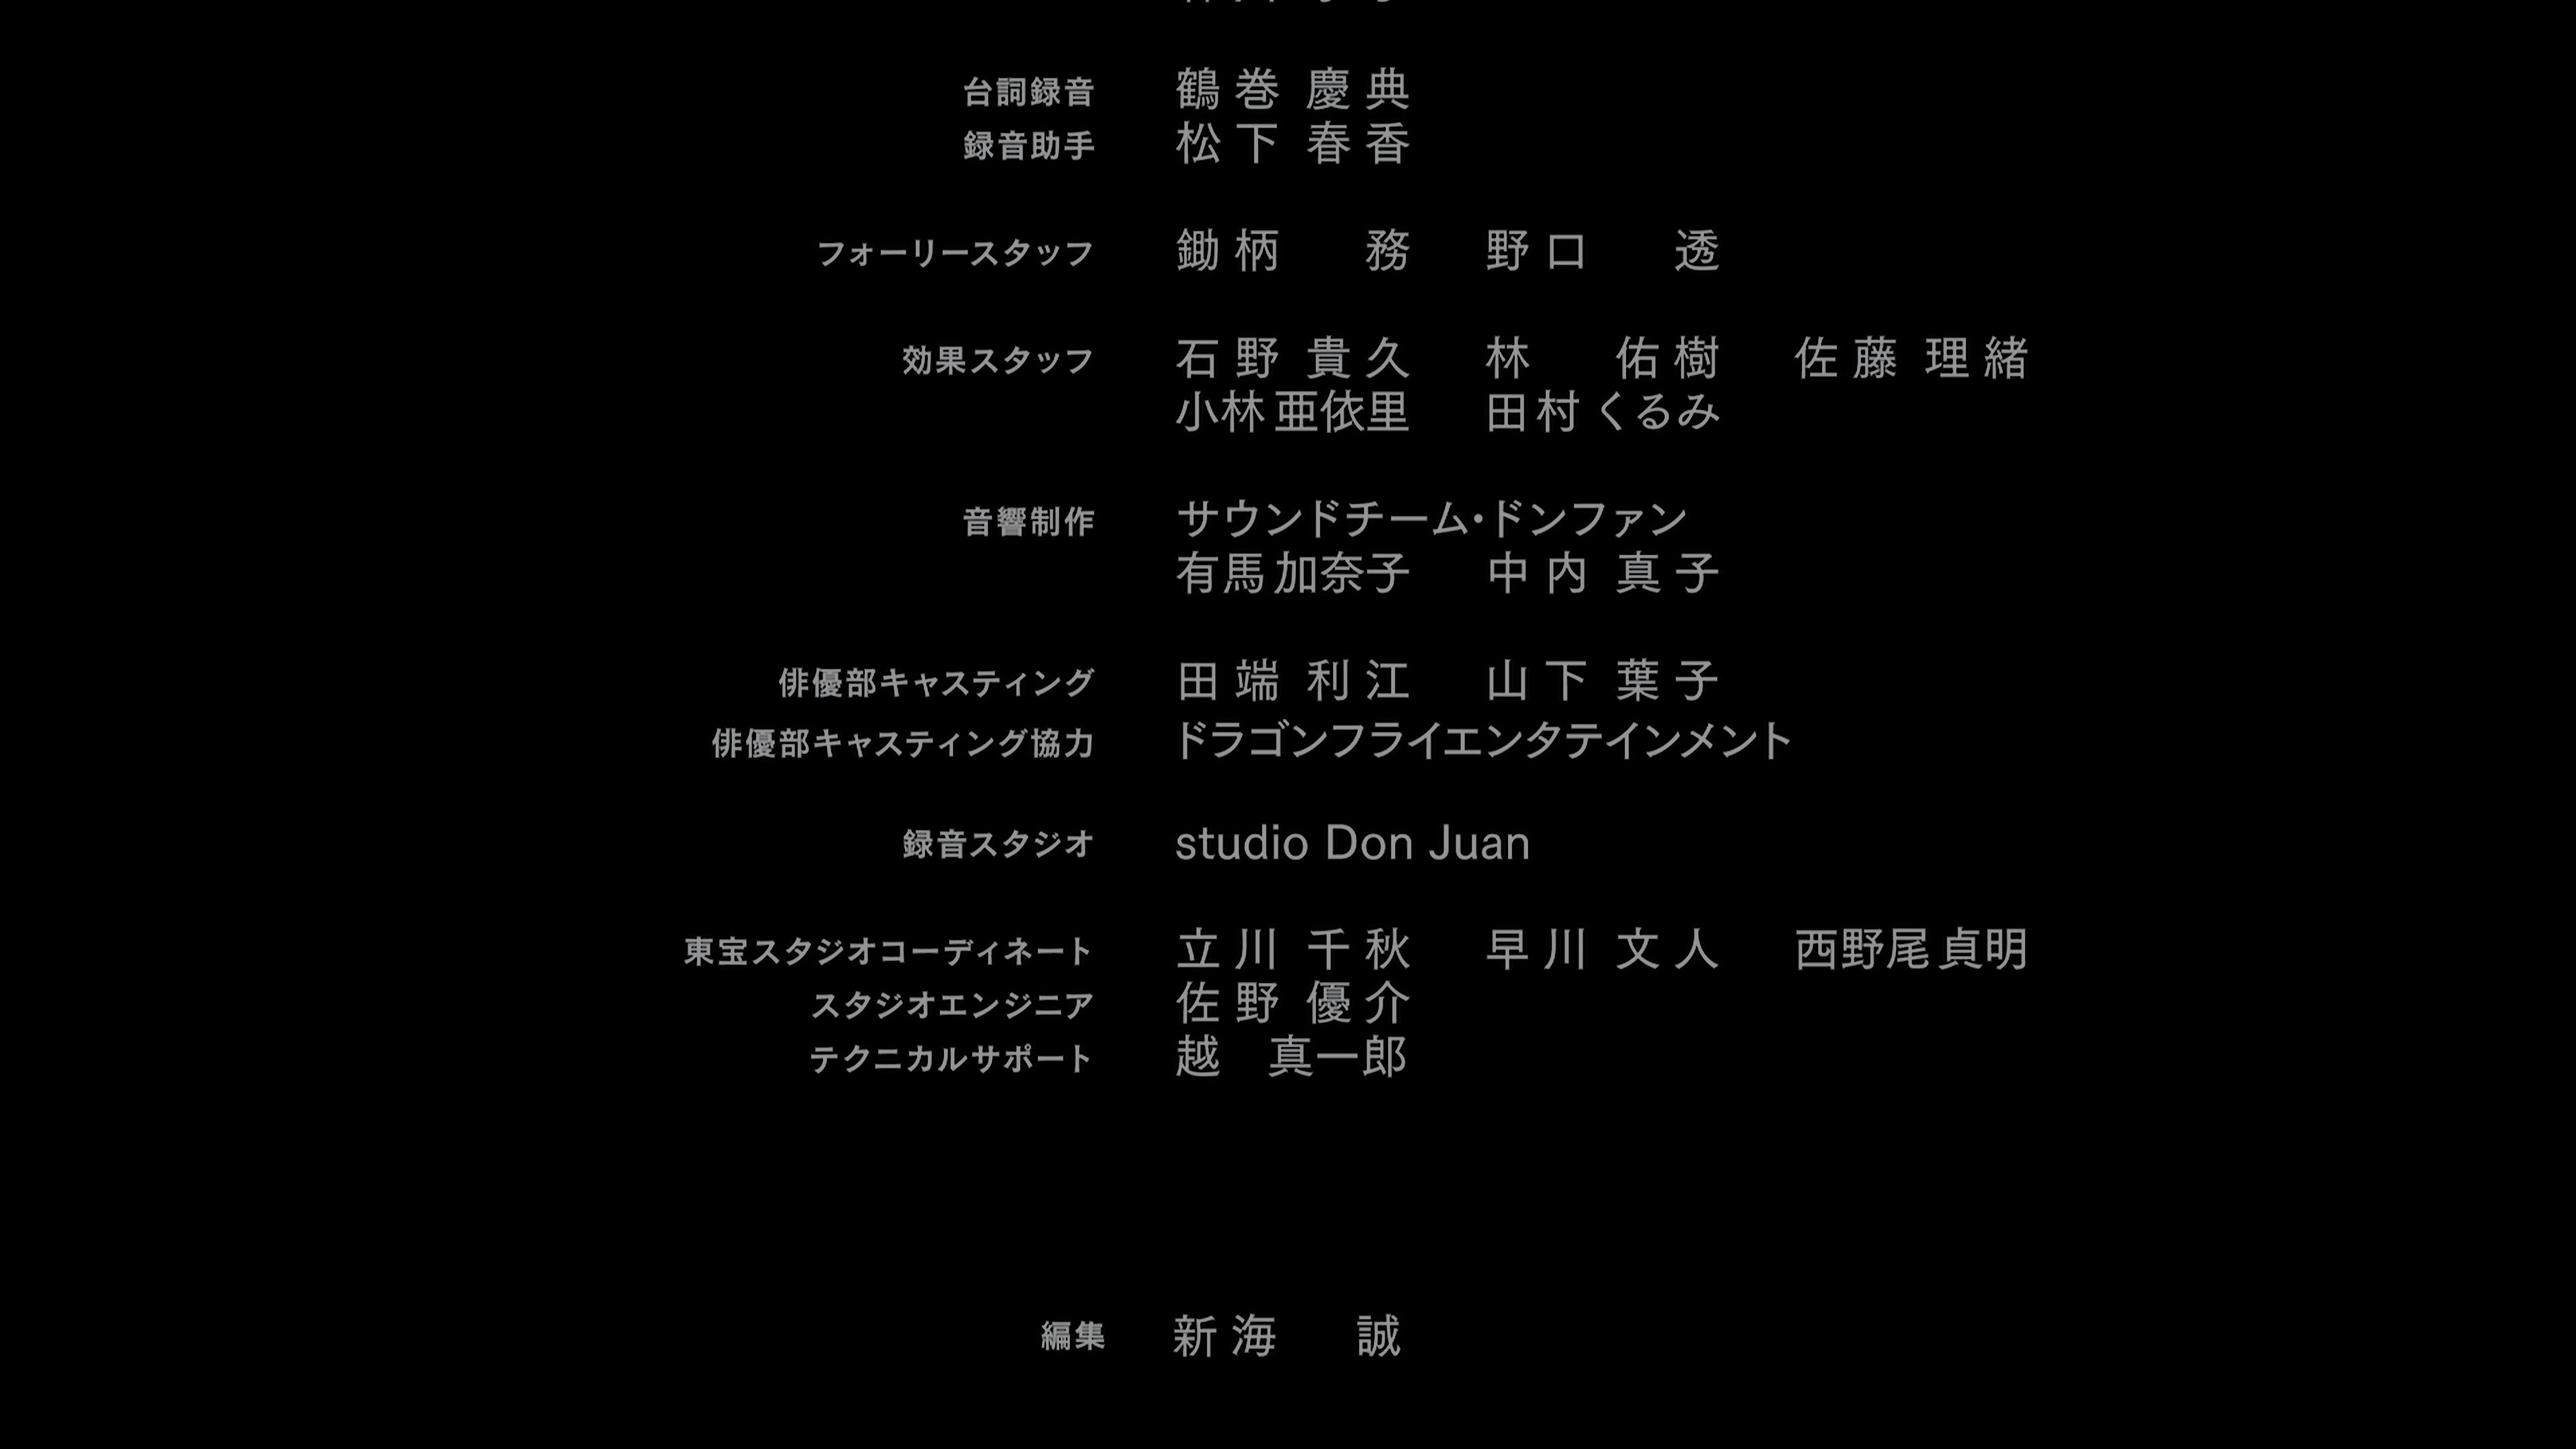 台詞録音 鶴巻 慶典
録音助手 松下 春香
フォーリースタッフ 鋤柄 務 野口 透
効果スタッフ 石野 貴久 林 佑樹 佐藤 理緒
小林 亜依里 田村 くるみ
音響制作 サウンドチーム・ドンファン
有馬 加奈子 中内 真子
俳優部キャスティング 田端 利江 山下 葉子
俳優部キャスティング協力 ドラゴンフライエンタテインメント
録音スタジオ studio Don Juan
東宝スタジオコーディネート 立川 千秋 早川 文人 西野尾 貞明
スタジオエンジニア 佐野 優介
テクニカルサポート 越 真一郎
編集 新海 誠